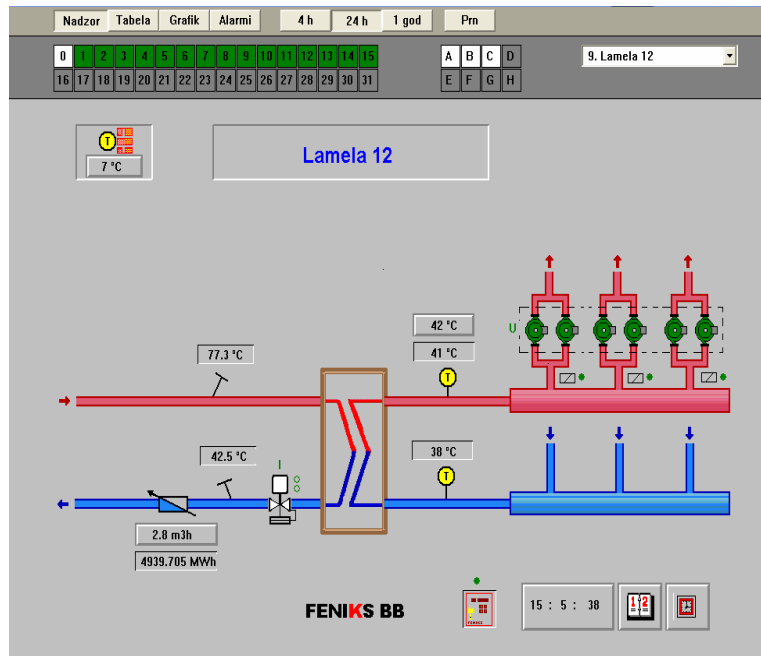 Nadzor Tabela Grafik Alarmi 4 h 24 h 1 god Prn
0 1 2 3 4 5 6 7 8 9 10 11 12 13 14 15 A B C D 9. Lamela 12
16 17 18 19 20 21 22 23 24 25 26 27 28 29 30 31 E F G H
T
7 °C
Lamela 12
U
42 °C
77.3 °C 41 °C
T
42.5 °C 38 °C
I T
2.8 m3h
4939.705 MWh
FENIKS BB FENIKS 15 : 5 : 38 1 2